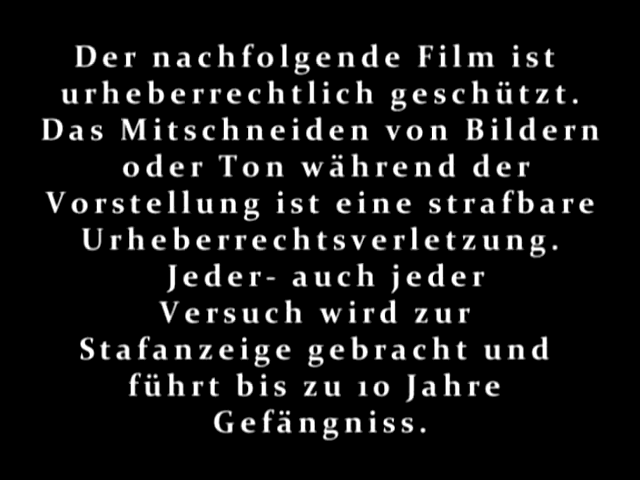 Der nachfolgende Film ist
urheberrechtlich geschützt.
Das Mitschneiden von Bildern
oder Ton während der
Vorstellung ist eine strafbare
Urheberrechtsverletzung.
Jeder- auch jeder
Versuch wird zur
Stafanzeige gebracht und
führt bis zu 10 Jahre
Gefängniss.